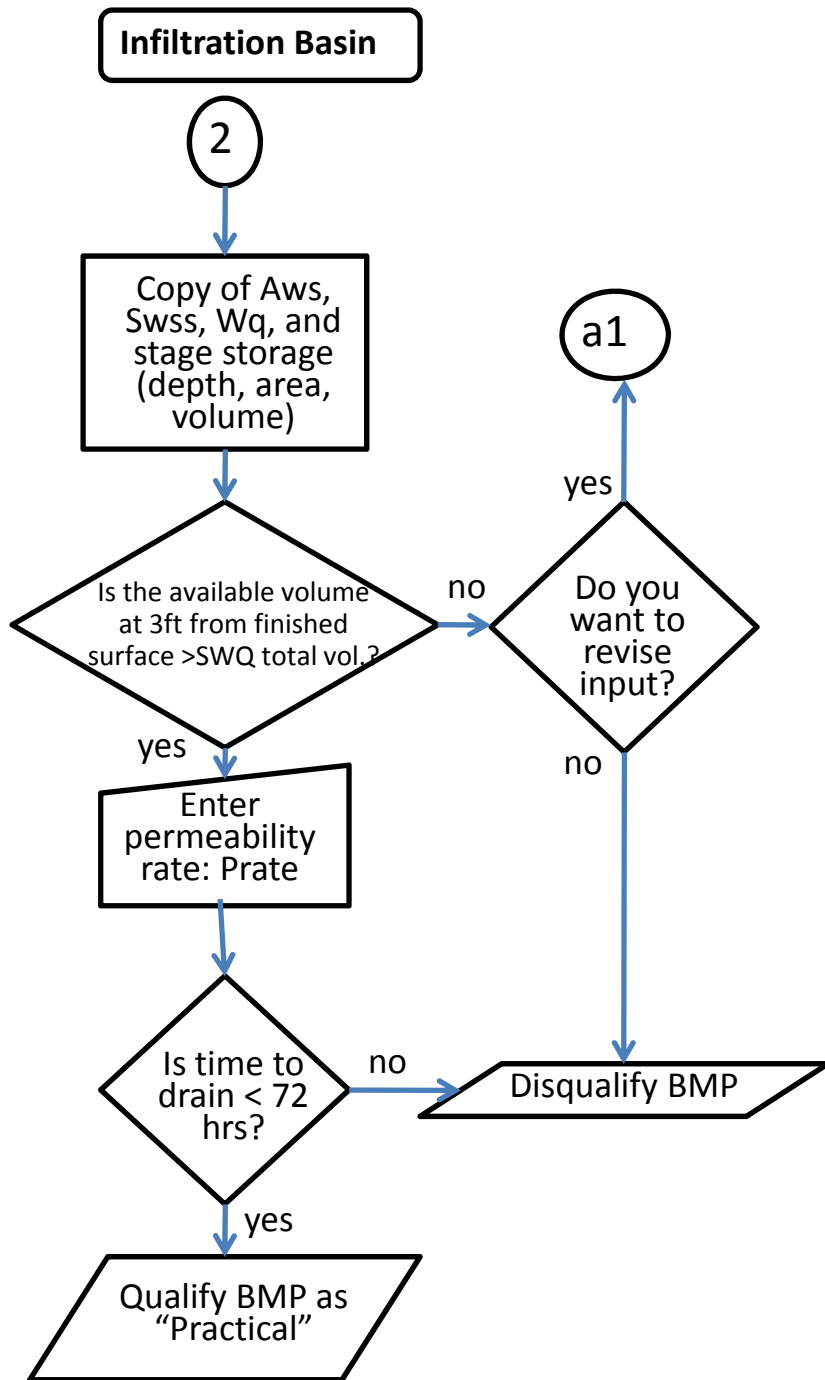 Infiltration Basin
2
Copy of Aws,
Swss, Wq, and
stage storage
(depth, area,
volume)
a1
yes
Is the available volume
at 3ft from finished
surface >SWQ total vol.?
no
Do you
want to
revise
input?
yes
no
Enter
permeability
rate: Prate
Is time to
drain < 72
hrs?
no
Disqualify BMP
yes
Qualify BMP as
“Practical”